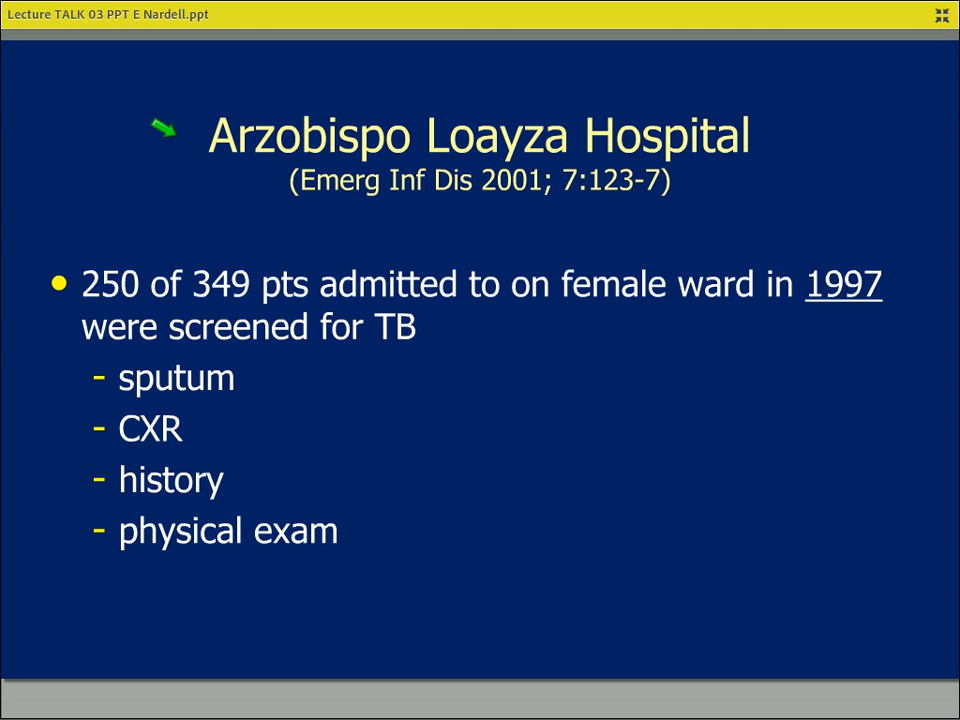 Lecture TALK 03 PPT E Nardell.ppt
Arzobispo Loayza Hospital
(Emerg Inf Dis 2001; 7:123-7)
• 250 of 349 pts admitted to on female ward in 1997
were screened for TB
- sputum
- CXR
- history
- physical exam